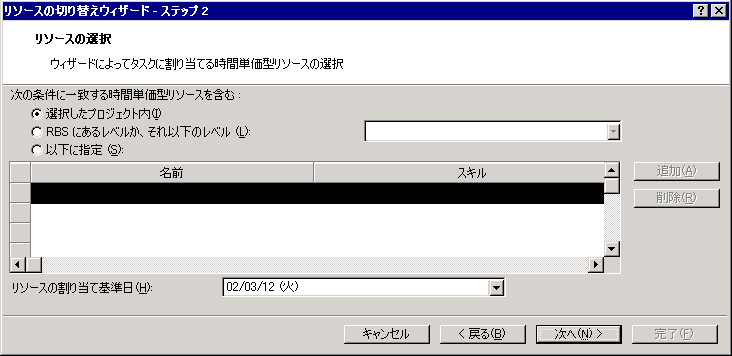 リソースの切り替えウィザード - ステップ 2
リソースの選択
ウィザードによってタスクに割り当てる時間単価型リソースの選択
次の条件に一致する時間単価型リソースを含む:
選択したプロジェクト内(I)
RBS にあるレベルか、それ以下のレベル (L):
以下に指定 (S):
名前 スキル
追加(A)
削除(R)
リソースの割り当て基準日(H): 02/03/12 (火)
キャンセル < 戻る(B) 次へ(N) > 完了(F)